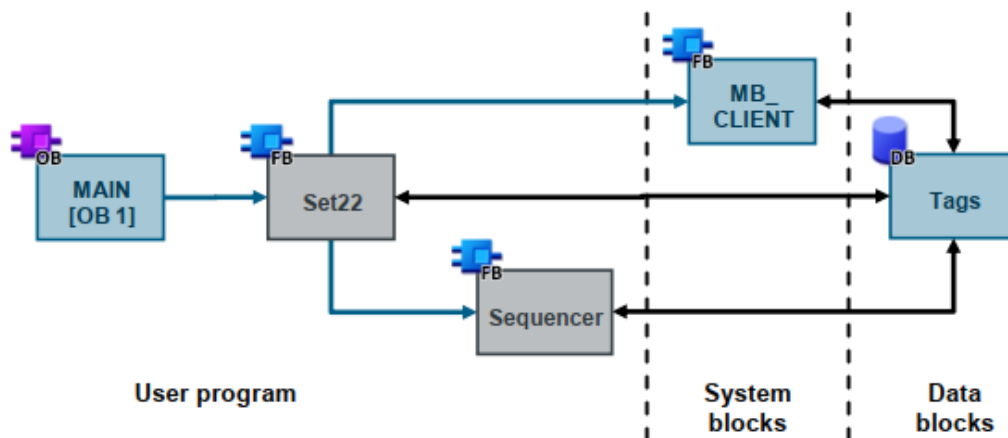 FB
MB_
CLIENT
OB
MAIN
[OB 1]
FB
Set22
DB
Tags
FB
Sequencer
User program
System
blocks
Data
blocks